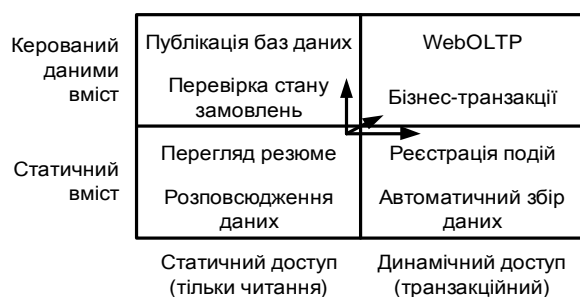 Керований
даними
вміст
Публікація баз даних
Перевірка стану
замовлень
WebOLTP
Бізнес-транзакції
Статичний
вміст
Перегляд резюме
Розповсюдження
даних
Реєстрація подій
Автоматичний збір
даних
Статичний доступ
(тільки читання)
Динамічний доступ
(транзакційний)